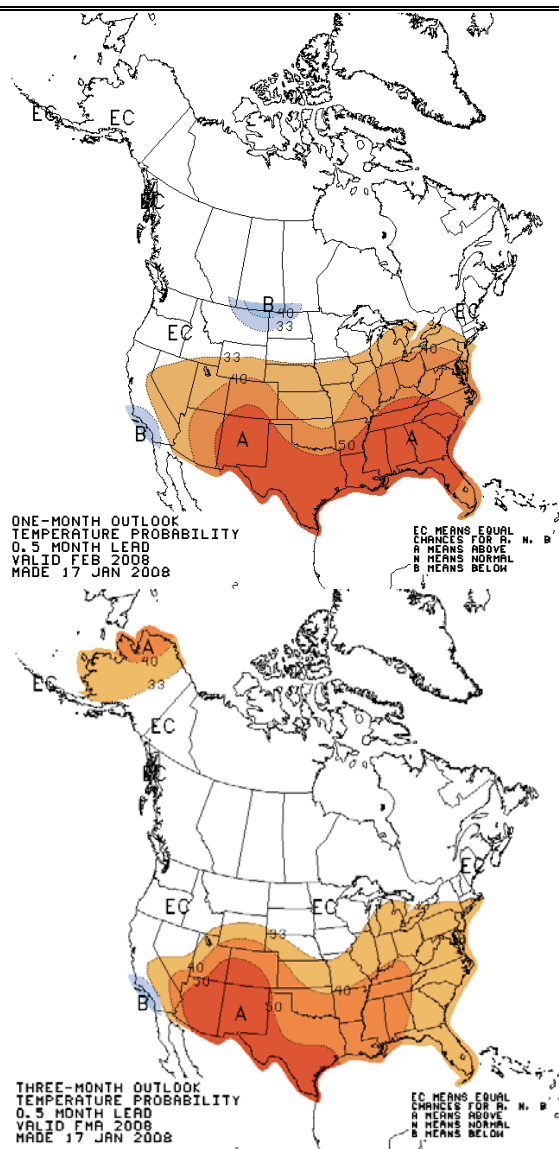 EC
EC
EC
B
40
33
EC
EC
33
40
40
B
A
A
50
ONE-MONTH OUTLOOK
TEMPERATURE PROBABILITY
0.5 MONTH LEAD
VALID FEB 2008
MADE 17 JAN 2008
EC MEANS EQUAL
CHANCES FOR A, N, B
A MEANS ABOVE
N MEANS NORMAL
B MEANS BELOW
A
40
EC
33
EC
EC
EC
EC
EC
33
40
50
40
B
A
50
THREE-MONTH OUTLOOK
TEMPERATURE PROBABILITY
0.5 MONTH LEAD
VALID FMA 2008
MADE 17 JAN 2008
EC MEANS EQUAL
CHANCES FOR A, N, B
A MEANS ABOVE
N MEANS NORMAL
B MEANS BELOW